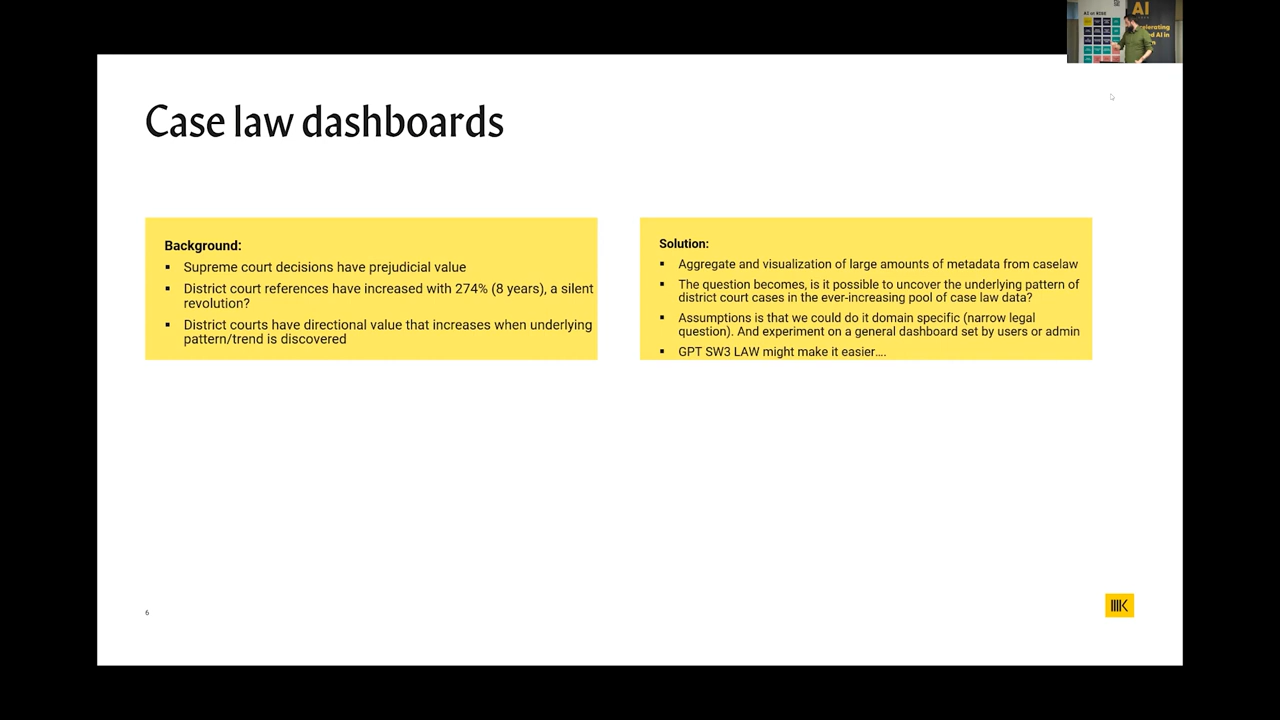 AI or Etni
AI
Case law dashboards
Background:
▪ Supreme court decisions have prejudicial value
▪ District court references have increased with 274% (8 years), a silent
revolution?
▪ District courts have directional value that increases when underlying
pattern/trend is discovered
Solution:
▪ Aggregate and visualization of large amounts of metadata from caselaw
▪ The question becomes, is it possible to uncover the underlying pattern of
district court cases in the ever-increasing pool of case law data?
▪ Assumptions is that we could do it domain specific (narrow legal
question). And experiment on a general dashboard set by users or admin
▪ GPT SW3 LAW might make it easier....
6
K